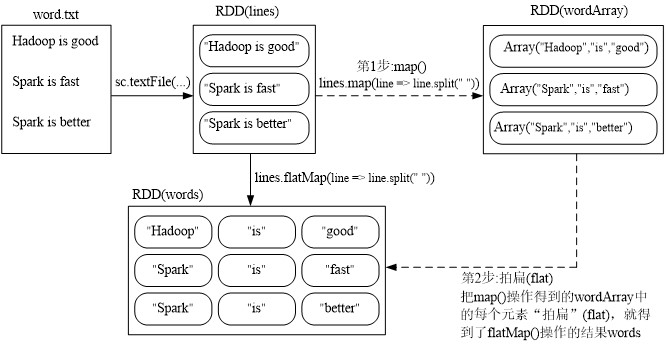 word.txt
Hadoop is good
Spark is fast
Spark is better
sc.textFile(...)
RDD(lines)
"Hadoop is good"
"Spark is fast"
"Spark is better"
第1步:map()
lines.map(line => line.split(" "))
RDD(wordArray)
Array("Hadoop","is","good")
Array("Spark","is","fast")
Array("Spark","is","better")
lines.flatMap(line => line.split(" "))
RDD(words)
"Hadoop" "is" "good"
"Spark" "is" "fast"
"Spark" "is" "better"
第2步:拍扁(flat)
把map()操作得到的wordArray中
的每个元素“拍扁”(flat)，就得
到了flatMap()操作的结果words